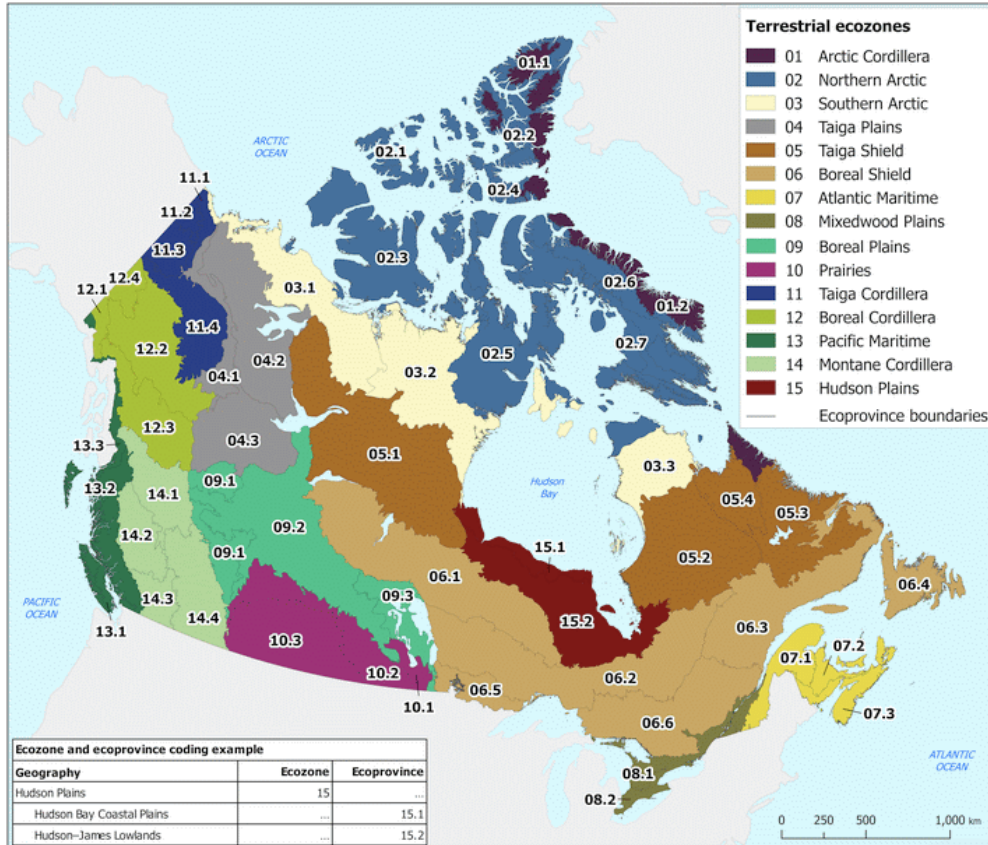 Terrestrial ecozones
01 Arctic Cordillera
02 Northern Arctic
03 Southern Arctic
04 Taiga Plains
05 Taiga Shield
06 Boreal Shield
07 Atlantic Maritime
08 Mixedwood Plains
09 Boreal Plains
10 Prairies
11 Taiga Cordillera
12 Boreal Cordillera
13 Pacific Maritime
14 Montane Cordillera
15 Hudson Plains
Ecoprovince boundaries
01.1
02.2
ARCTIC
OCEAN
02.1
02.4
11.1
11.2
11.3
02.3
12.4
12.1
03.1
02.6
01.2
11.4
12.2
04.2
02.5
02.7
04.1
03.2
12.3
04.3
13.3
05.1
03.3
09.1
Hudson
Bay
13.2
14.1
05.4
05.3
09.2
14.2
09.1
15.1
05.2
06.1
09.3
06.4
PACIFIC
OCEAN
14.3
14.4
15.2
13.1
10.3
06.3
07.2
07.1
10.2
06.2
06.5
10.1
07.3
06.6
08.1
08.2
ATLANTIC
OCEAN
Ecozone and ecoprovince coding example
Geography Ecozone Ecoprovince
Hudson Plains 15 ...
Hudson Bay Coastal Plains ... 15.1
Hudson–James Lowlands ... 15.2
0 250 500 1,000 km